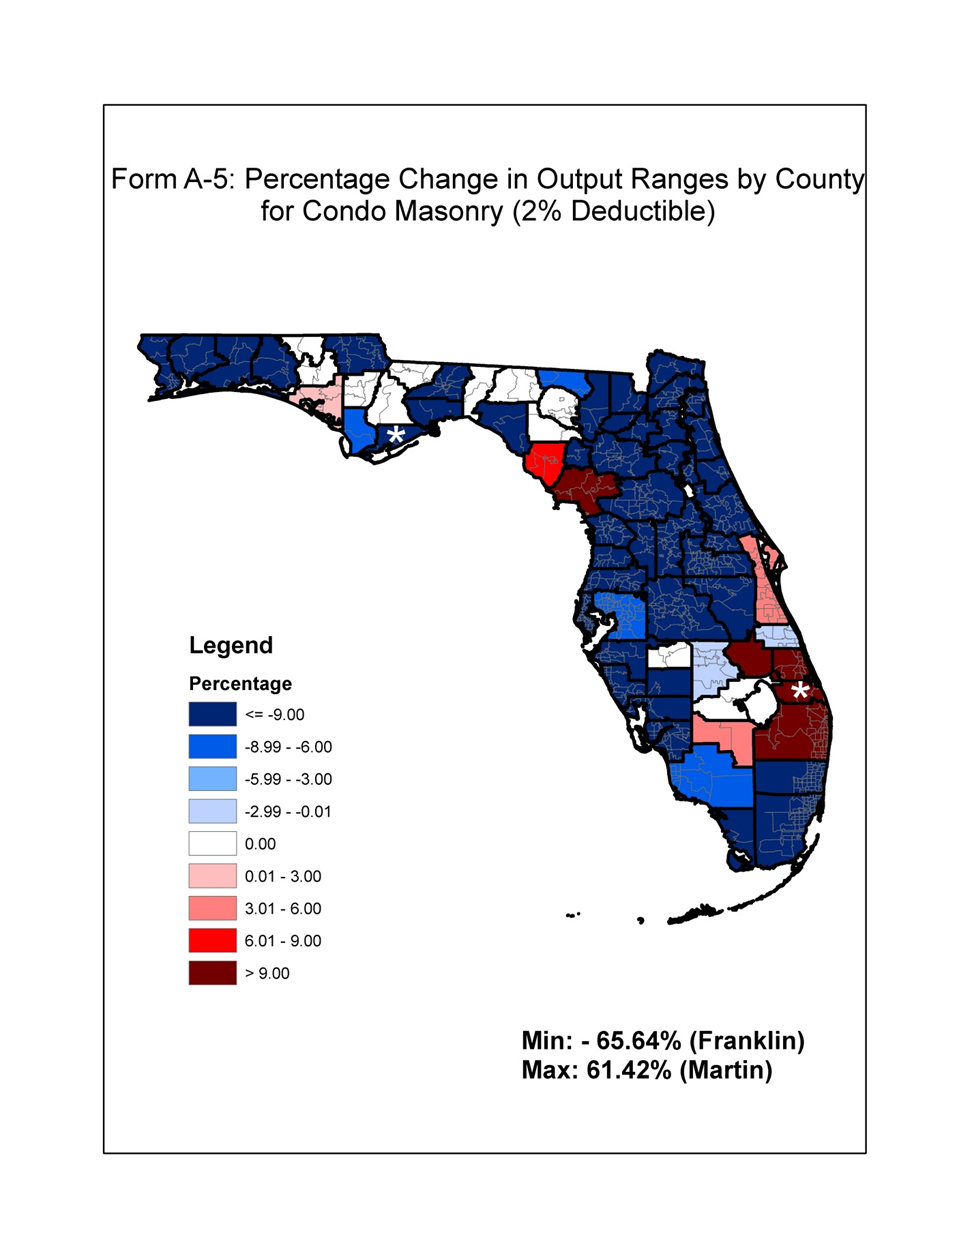 Form A-5: Percentage Change in Output Ranges by County
for Condo Masonry (2% Deductible)
*
*
Legend
Percentage
<= -9.00
-8.99 - -6.00
-5.99 - -3.00
-2.99 - -0.01
0.00
0.01 - 3.00
3.01 - 6.00
6.01 - 9.00
> 9.00
Min: - 65.64% (Franklin)
Max: 61.42% (Martin)